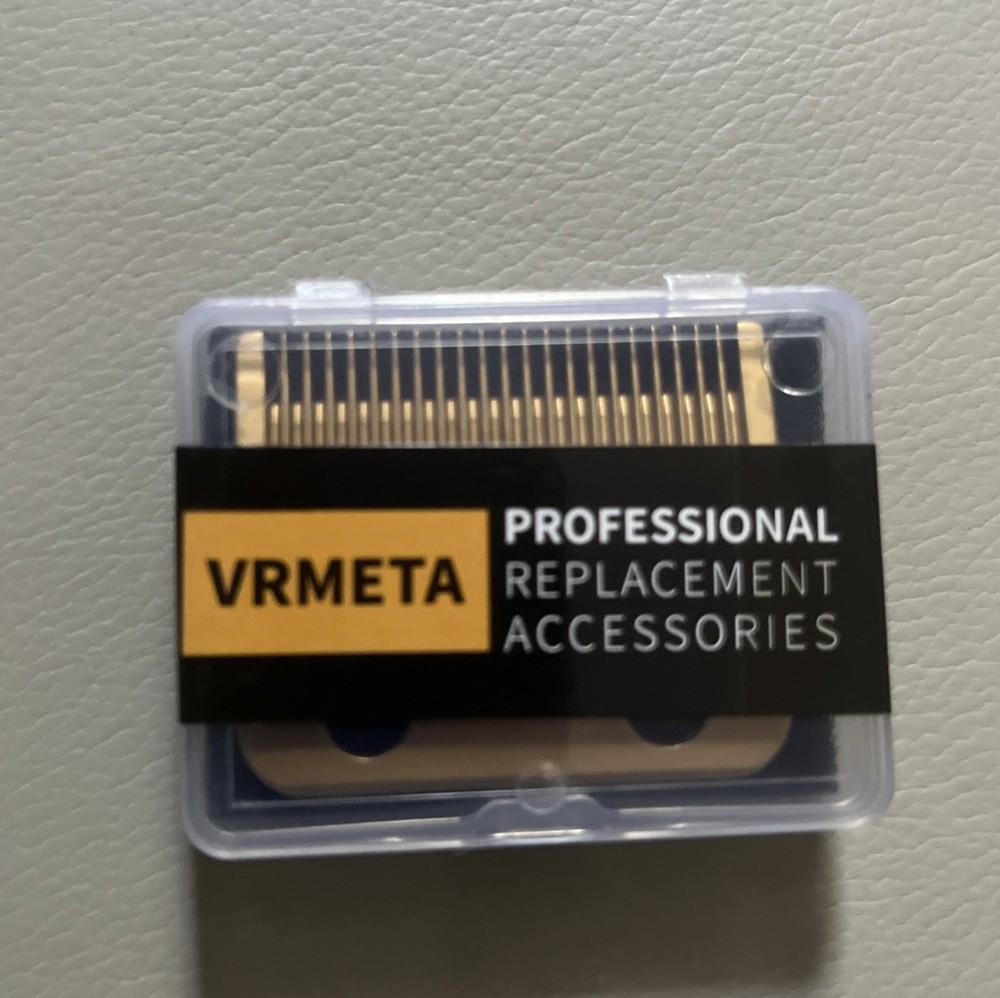 VRMETA
PROFESSIONAL
REPLACEMENT
ACCESSORIES